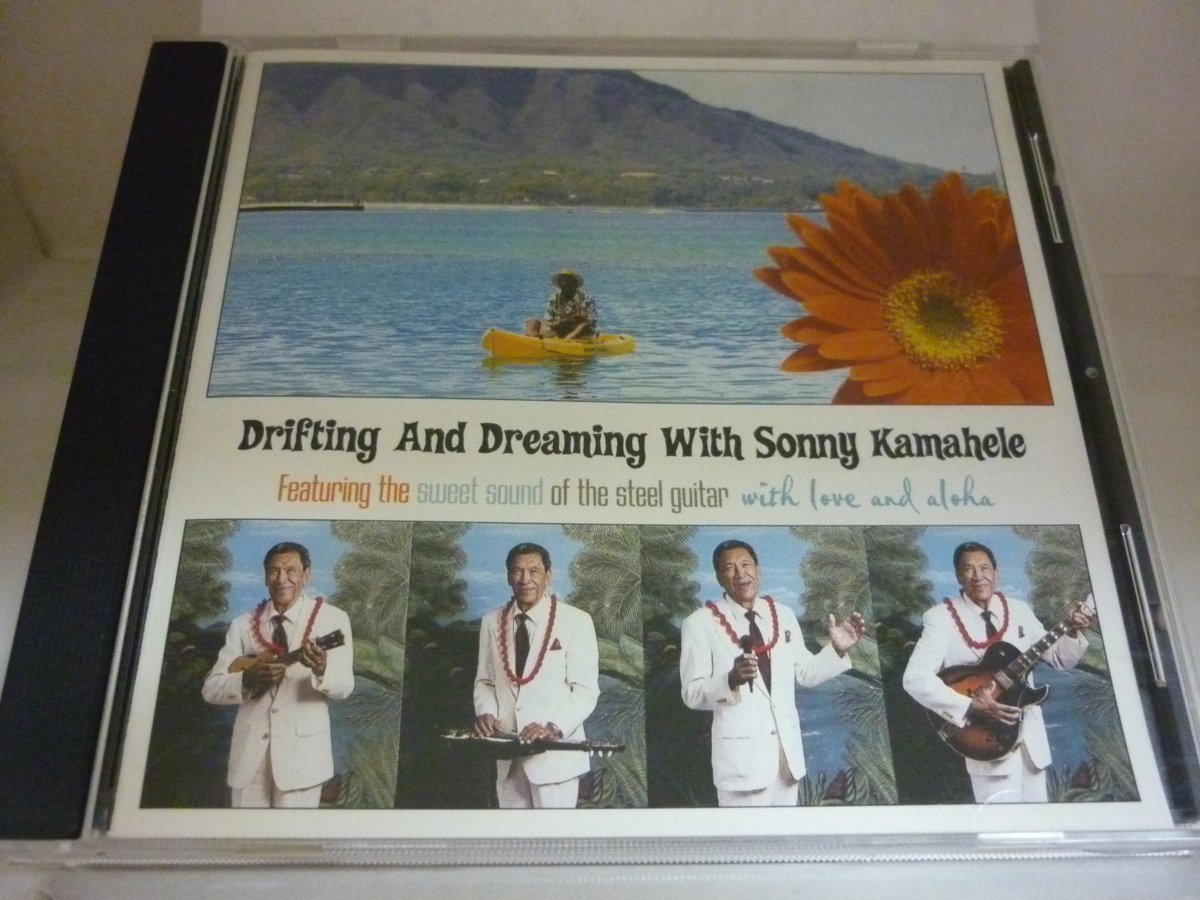 Drifting And Dreaming With Sonny Kamahele
Featuring the sweet sound of the steel guitar with love and aloha